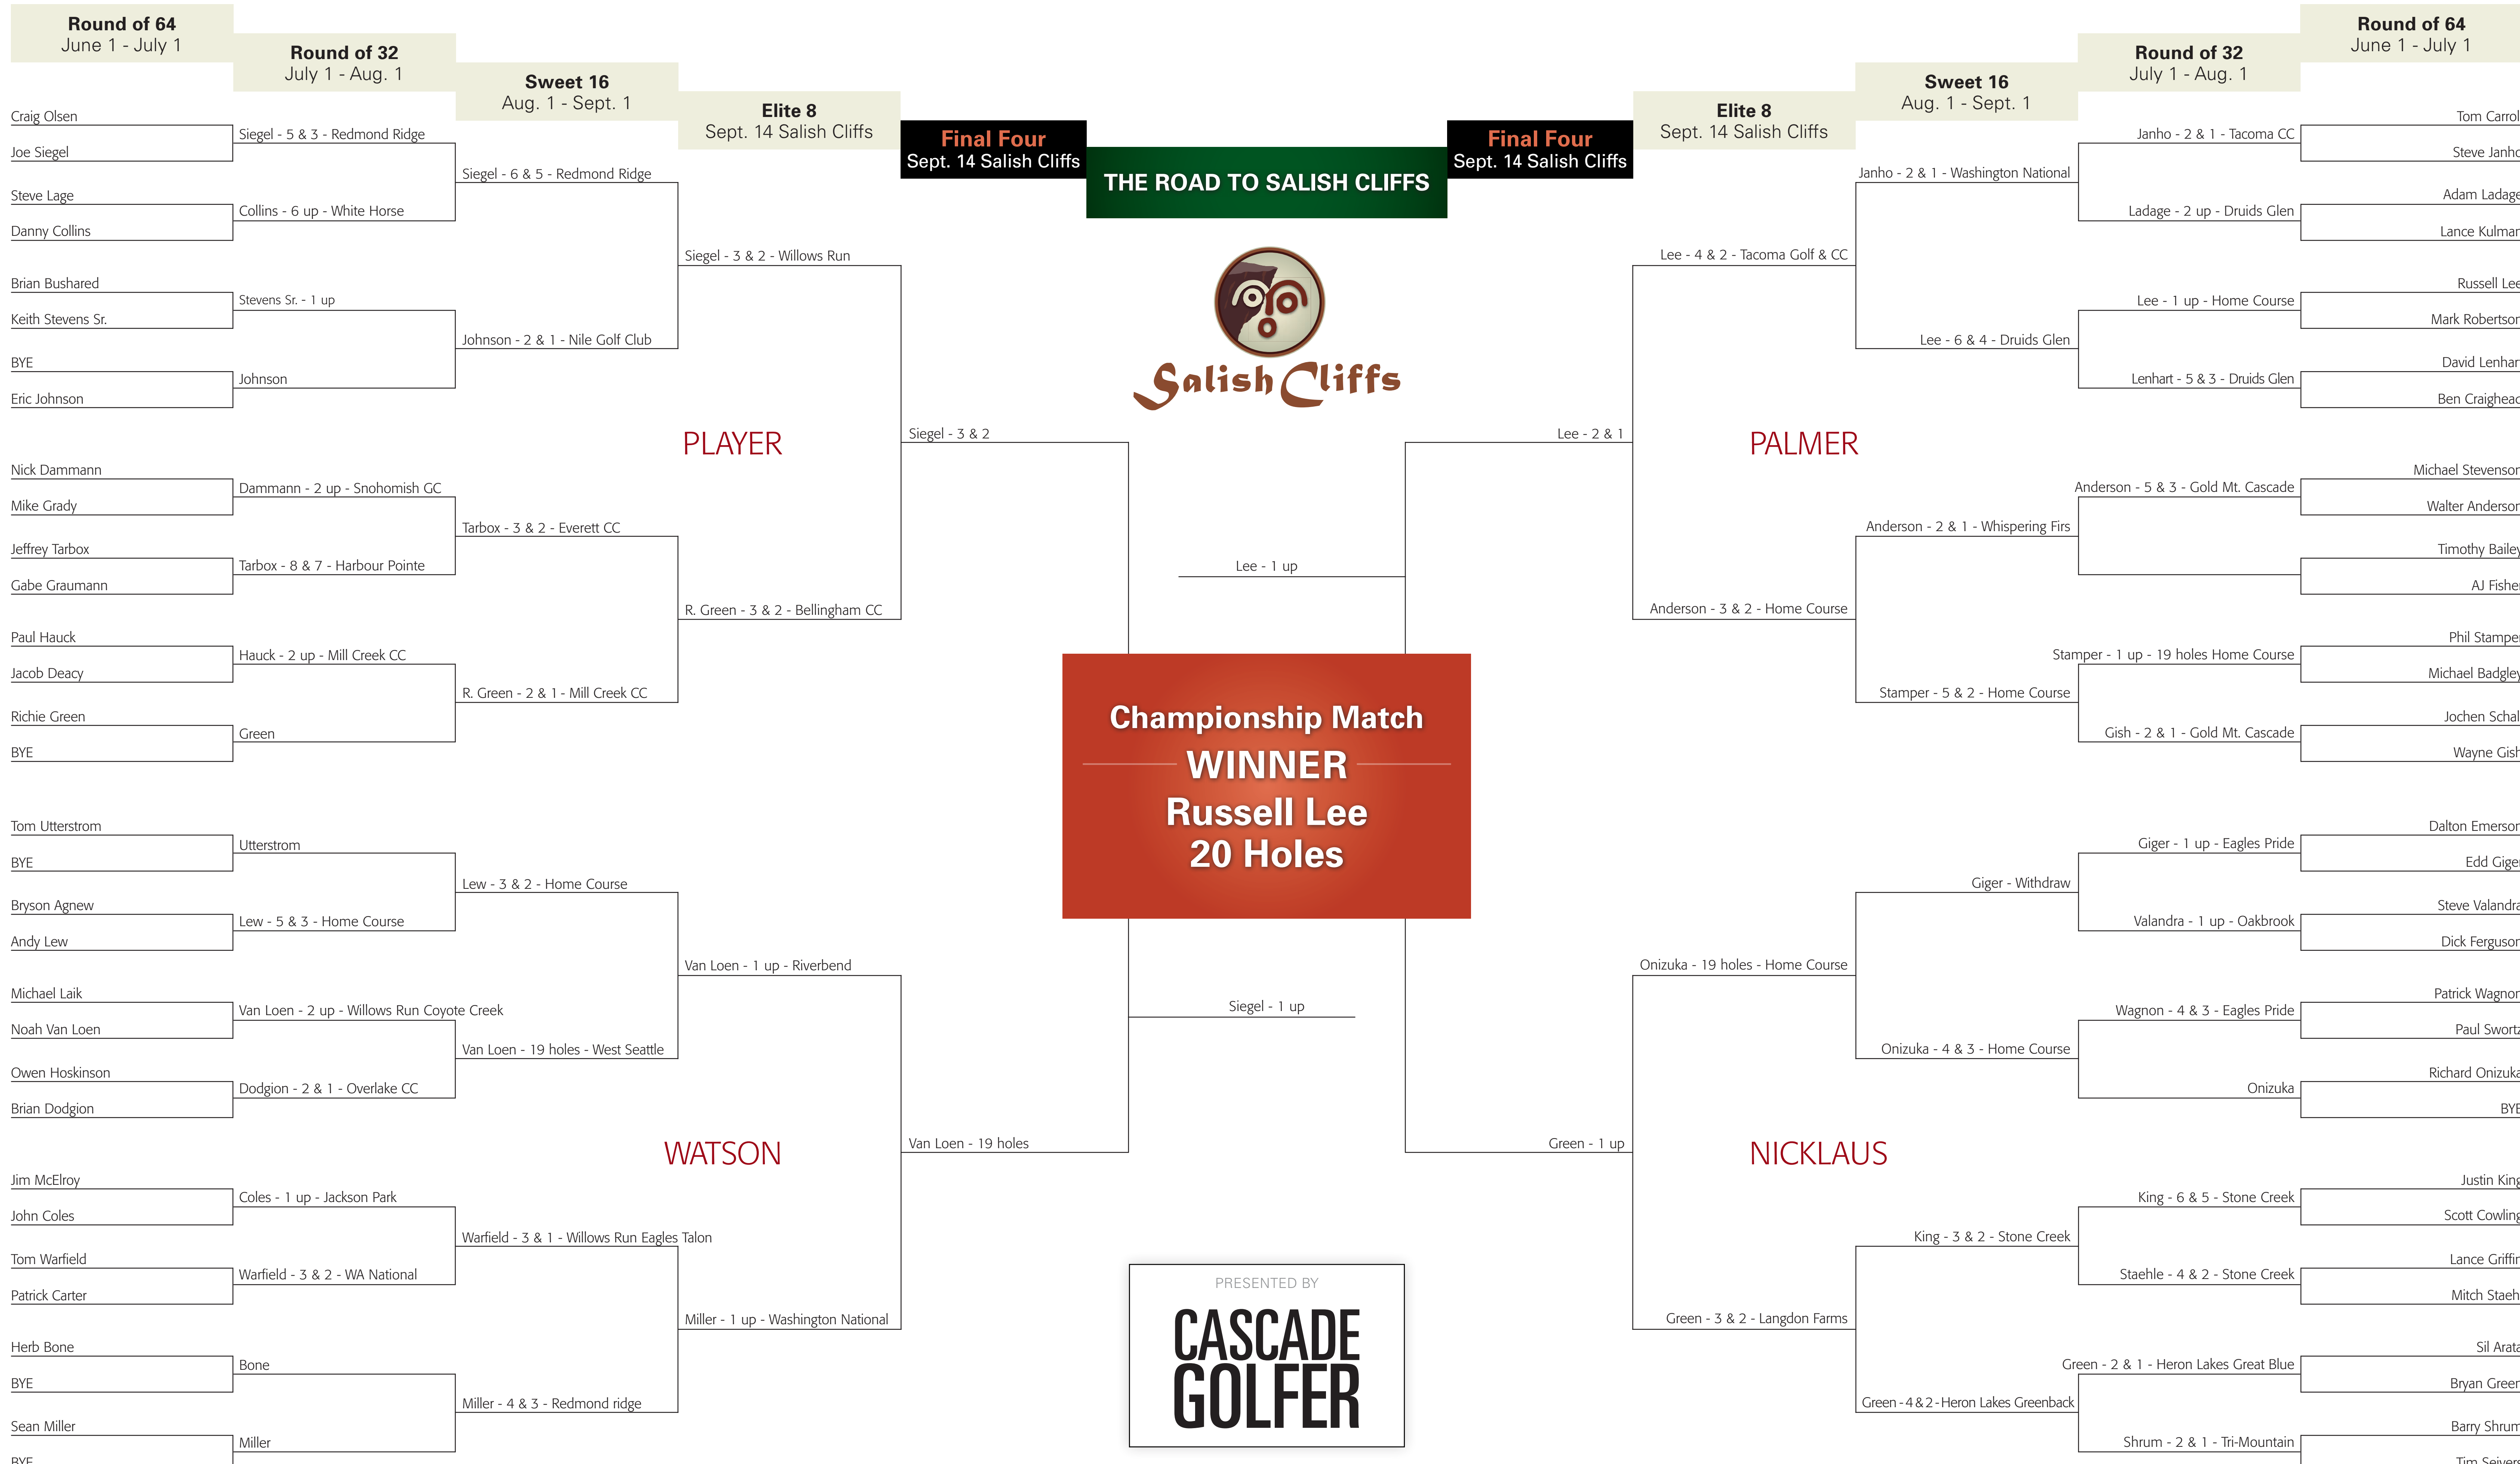 Round of 64
June 1 - July 1
Round of 32
July 1 - Aug. 1
Sweet 16
Aug. 1 - Sept. 1
Elite 8
Sept. 14 Salish Cliffs
Final Four
Sept. 14 Salish Cliffs
THE ROAD TO SALISH CLIFFS
Final Four
Sept. 14 Salish Cliffs
Elite 8
Sept. 14 Salish Cliffs
Sweet 16
Aug. 1 - Sept. 1
Round of 32
July 1 - Aug. 1
Round of 64
June 1 - July 1
Craig Olsen
Joe Siegel
Steve Lage
Danny Collins
Brian Bushared
Keith Stevens Sr.
BYE
Eric Johnson
Nick Dammann
Mike Grady
Jeffrey Tarbox
Gabe Graumann
Paul Hauck
Jacob Deacy
Richie Green
BYE
Tom Utterstrom
BYE
Bryson Agnew
Andy Lew
Michael Laik
Noah Van Loen
Owen Hoskinson
Brian Dodgion
Jim McElroy
John Coles
Tom Warfield
Patrick Carter
Herb Bone
BYE
Sean Miller
BYE
Siegel - 5 & 3 - Redmond Ridge
Collins - 6 up - White Horse
Stevens Sr. - 1 up
Johnson
Dammann - 2 up - Snohomish GC
Tarbox - 8 & 7 - Harbour Pointe
Hauck - 2 up - Mill Creek CC
Green
Utterstrom
Lew - 5 & 3 - Home Course
Van Loen - 2 up - Willows Run Coyote Creek
Dodgion - 2 & 1 - Overlake CC
Coles - 1 up - Jackson Park
Warfield - 3 & 2 - WA National
Bone
Miller
Siegel - 6 & 5 - Redmond Ridge
Johnson - 2 & 1 - Nile Golf Club
Tarbox - 3 & 2 - Everett CC
R. Green - 2 & 1 - Mill Creek CC
Lew - 3 & 2 - Home Course
Van Loen - 19 holes - West Seattle
Warfield - 3 & 1 - Willows Run Eagles Talon
Miller - 4 & 3 - Redmond ridge
Siegel - 3 & 2 - Willows Run
R. Green - 3 & 2 - Bellingham CC
Van Loen - 1 up - Riverbend
Miller - 1 up - Washington National
PLAYER
WATSON
Siegel - 3 & 2
Van Loen - 19 holes
Salish Cliffs
Lee - 1 up
Championship Match
WINNER
Russell Lee
20 Holes
Siegel - 1 up
PRESENTED BY
CASCADE
GOLFER
Lee - 2 & 1
Green - 1 up
PALMER
NICKLAUS
Lee - 4 & 2 - Tacoma Golf & CC
Anderson - 3 & 2 - Home Course
Onizuka - 19 holes - Home Course
Green - 3 & 2 - Langdon Farms
Janho - 2 & 1 - Washington National
Lee - 6 & 4 - Druids Glen
Anderson - 2 & 1 - Whispering Firs
Stamper - 5 & 2 - Home Course
Giger - Withdraw
Onizuka - 4 & 3 - Home Course
King - 3 & 2 - Stone Creek
Green - 4 & 2 - Heron Lakes Greenback
Janho - 2 & 1 - Tacoma CC
Ladage - 2 up - Druids Glen
Lee - 1 up - Home Course
Lenhart - 5 & 3 - Druids Glen
Anderson - 5 & 3 - Gold Mt. Cascade
Stamper - 1 up - 19 holes Home Course
Gish - 2 & 1 - Gold Mt. Cascade
Giger - 1 up - Eagles Pride
Valandra - 1 up - Oakbrook
Wagnon - 4 & 3 - Eagles Pride
Onizuka
King - 6 & 5 - Stone Creek
Staehle - 4 & 2 - Stone Creek
Green - 2 & 1 - Heron Lakes Great Blue
Shrum - 2 & 1 - Tri-Mountain
Tom Carrol
Steve Janho
Adam Ladage
Lance Kulman
Russell Lee
Mark Robertson
David Lenhart
Ben Craighead
Michael Stevenson
Walter Anderson
Timothy Bailey
AJ Fisher
Phil Stamper
Michael Badgley
Jochen Schal
Wayne Gish
Dalton Emerson
Edd Giger
Steve Valandra
Dick Ferguson
Patrick Wagnon
Paul Swortz
Richard Onizuka
BYE
Justin King
Scott Cowling
Lance Griffin
Mitch Staeh
Sil Arata
Bryan Green
Barry Shrum
Tim